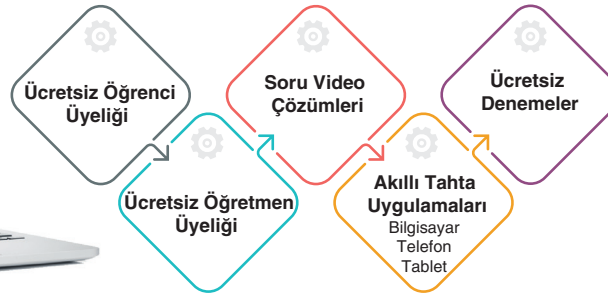 Ücretsiz Öğrenci
Üyeliği
Ücretsiz Öğretmen
Üyeliği
Soru Video
Çözümleri
Akıllı Tahta
Uygulamaları
Bilgisayar
Telefon
Tablet
Ücretsiz
Denemeler